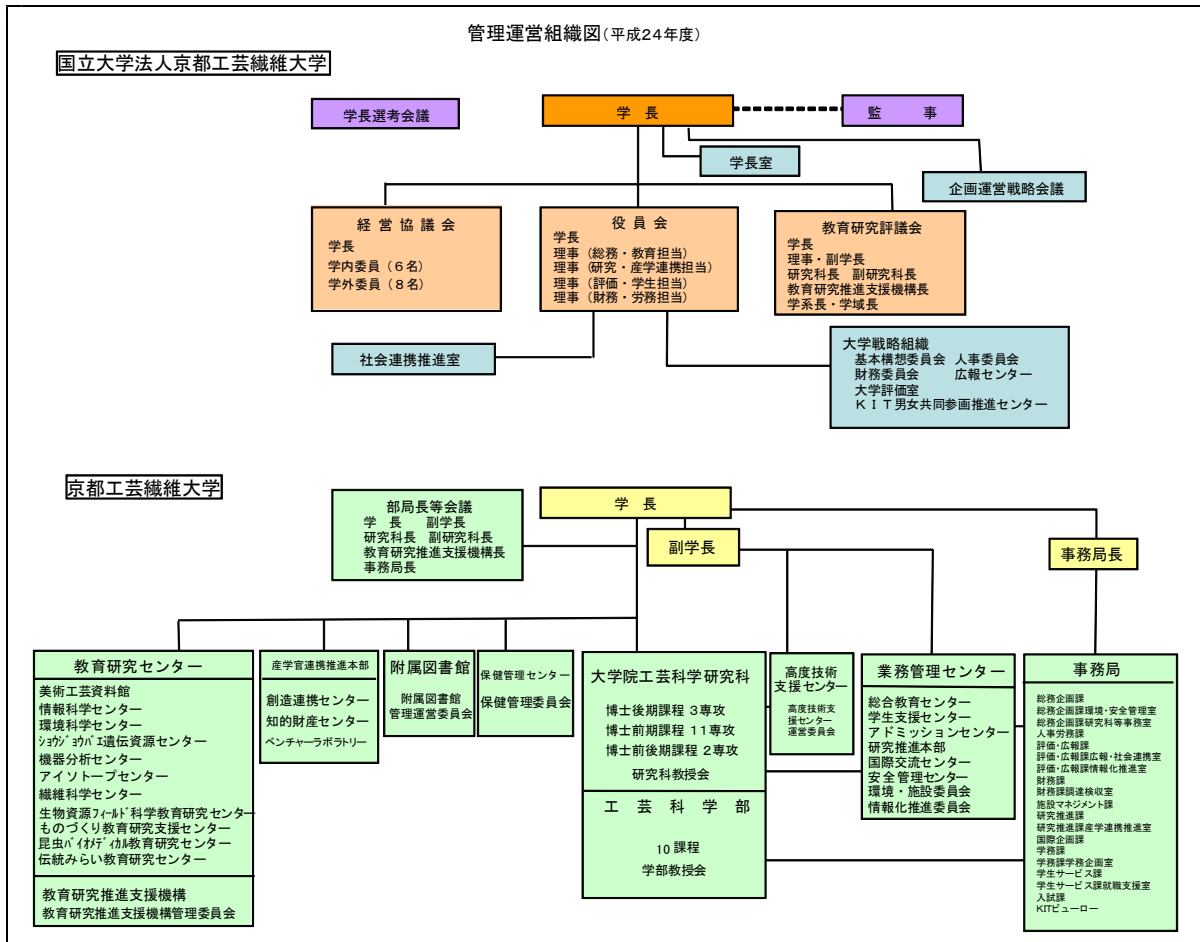 管理運営組織図(平成24年度)
国立大学法人京都工芸繊維大学
学長選考会議
学 長
監 事
学長室
企画運営戦略会議
経 営 協 議 会
学長
学内委員(6名)
学外委員(8名)
役 員 会
学長
理事(総務・教育担当)
理事(研究・産学連携担当)
理事(評価・学生担当)
理事(財務・労務担当)
教育研究評議会
学長
理事・副学長
研究科長 副研究科長
教育研究推進支援機構長
学系長・学域長
社会連携推進室
大学戦略組織
基本構想委員会 人事委員会
財務委員会 広報センター
大学評価室
KIT男女共同参画推進センター
京都工芸繊維大学
部局長等会議
学 長 副学長
研究科長 副研究科長
教育研究推進支援機構長
事務局長
学 長
副学長
事務局長
教育研究センター
美術工芸資料館
情報科学センター
環境科学センター
ショウジョウバエ遺伝資源センター
機器分析センター
アイソトープセンター
繊維科学センター
生物資源フィールド科学教育研究センター
ものづくり教育研究支援センター
昆虫バイオメディカル教育研究センター
伝統みらい教育研究センター
教育研究推進支援機構
教育研究推進支援機構管理委員会
産学官連携推進本部
創造連携センター
知的財産センター
ベンチャーラボラトリー
附属図書館
附属図書館
管理運営委員会
保健管理センター
保健管理委員会
大学院工芸科学研究科
博士後期課程 3専攻
博士前期課程 11専攻
博士前後期課程 2専攻
研究科教授会
工 芸 科 学 部
10 課程
学部教授会
高度技術
支援センター
高度技術支
援センター
運営委員会
業務管理センター
総合教育センター
学生支援センター
アドミッションセンター
研究推進本部
国際交流センター
安全管理センター
環境・施設委員会
情報化推進委員会
事務局
総務企画課
総務企画課環境・安全管理室
総務企画課研究科等事務室
人事労務課
評価・広報課
評価・広報課広報・社会連携室
評価・広報課情報化推進室
財務課
財務課調達検収室
施設マネジメント課
研究推進課
研究推進課産学連携推進室
国際企画課
学務課
学務課学務企画室
学生サービス課
学生サービス課就職支援室
入試課
KITビューロー